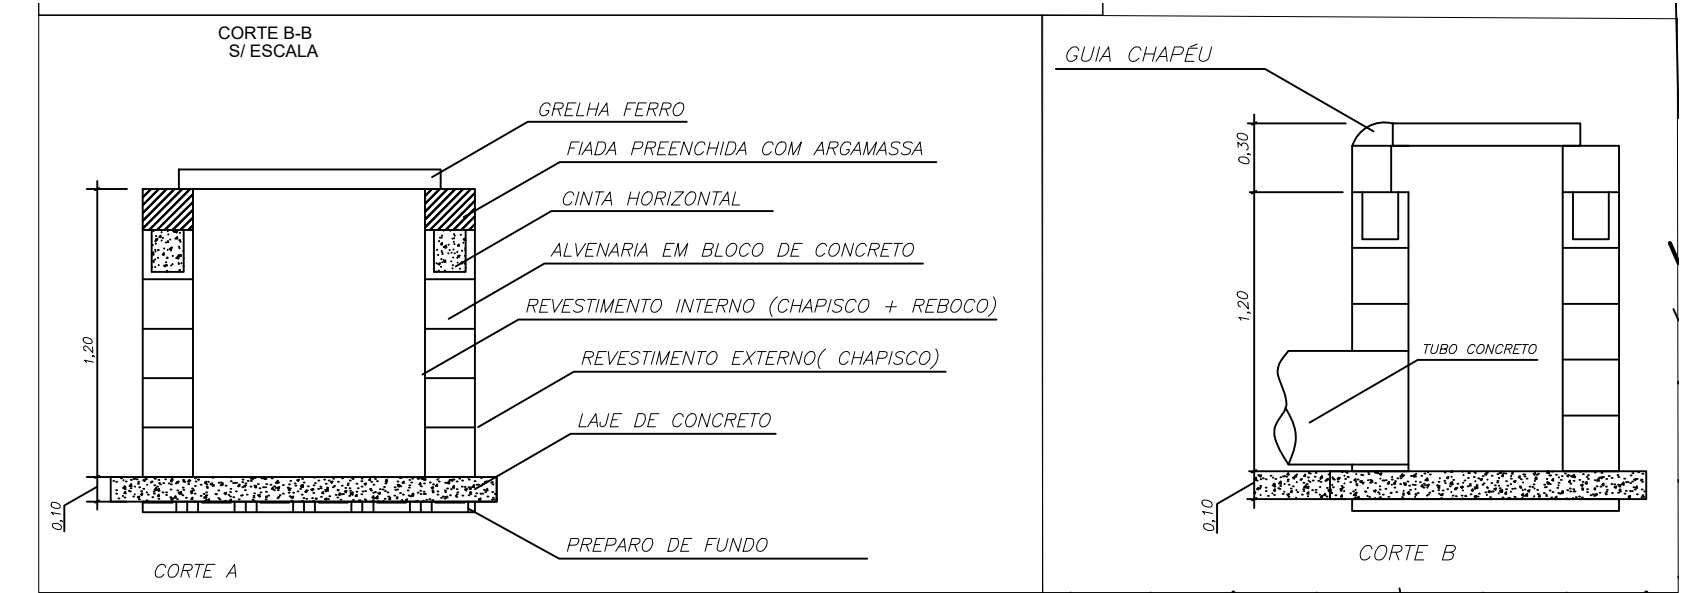 CORTE B-B
S/ ESCALA
GRELHA FERRO
FIADA PREENCHIDA COM ARGAMASSA
CINTA HORIZONTAL
ALVENARIA EM BLOCO DE CONCRETO
REVESTIMENTO INTERNO (CHAPISCO + REBOCO)
REVESTIMENTO EXTERNO( CHAPISCO)
LAJE DE CONCRETO
PREPARO DE FUNDO
1,20
0,10
CORTE A
GUIA CHAPÉU
0,30
1,20
TUBO CONCRETO
0,10
CORTE B